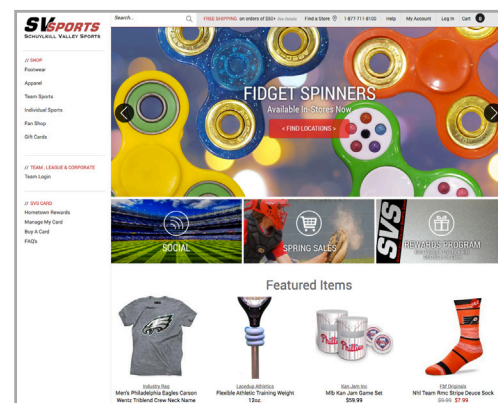 SVSPORTS
SCHUYLKILL VALLEY SPORTS
Search..
FREE SHIPPING on orders of $50+ See Details
Find a Store
1-877-711-8100
Help
My Account
Log In
Cart
0
// SHOP
Footwear
Apparel
Team Sports
Individual Sports
Fan Shop
Gift Cards
// TEAM, LEAGUE & CORPORATE
Team Login
// SVS CARD
Hometown Rewards
Manage My Card
Buy A Card
FAQ's
FIDGET SPINNERS
Available In-Stores Now
< FIND LOCATIONS >
SOCIAL
SPRING SALES
SVS
REWARDS PROGRAM
Featured Items
Industry Rag
Men's Philadelphia Eagles Carson
Wentz Triblend Crew Neck Name
Lacedup Athletics
Flexible Athletic Training Weight
12oz.
Phillies
Kan Jam Inc
Mlb Kan Jam Game Set
$59.99
Fbf Originals
Nhl Team Rmc Stripe Deuce Sock
$9.99 $7.99